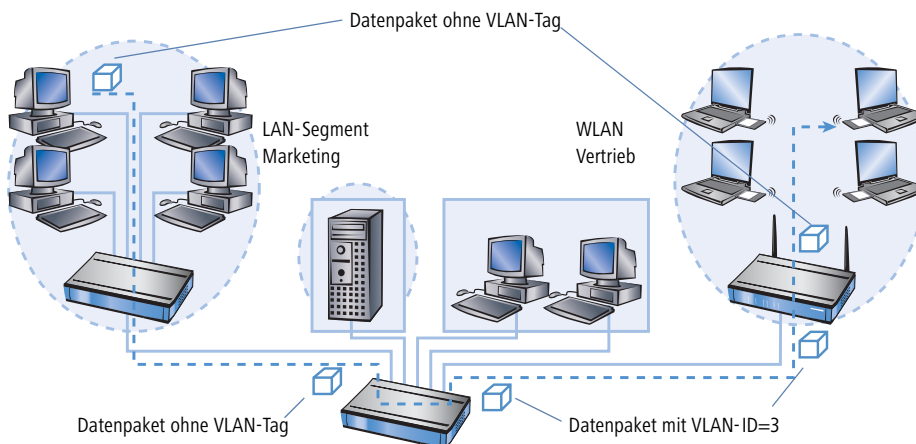 Datenpaket ohne VLAN-Tag
LAN-Segment
Marketing
WLAN
Vertrieb
Datenpaket ohne VLAN-Tag
Datenpaket mit VLAN-ID=3